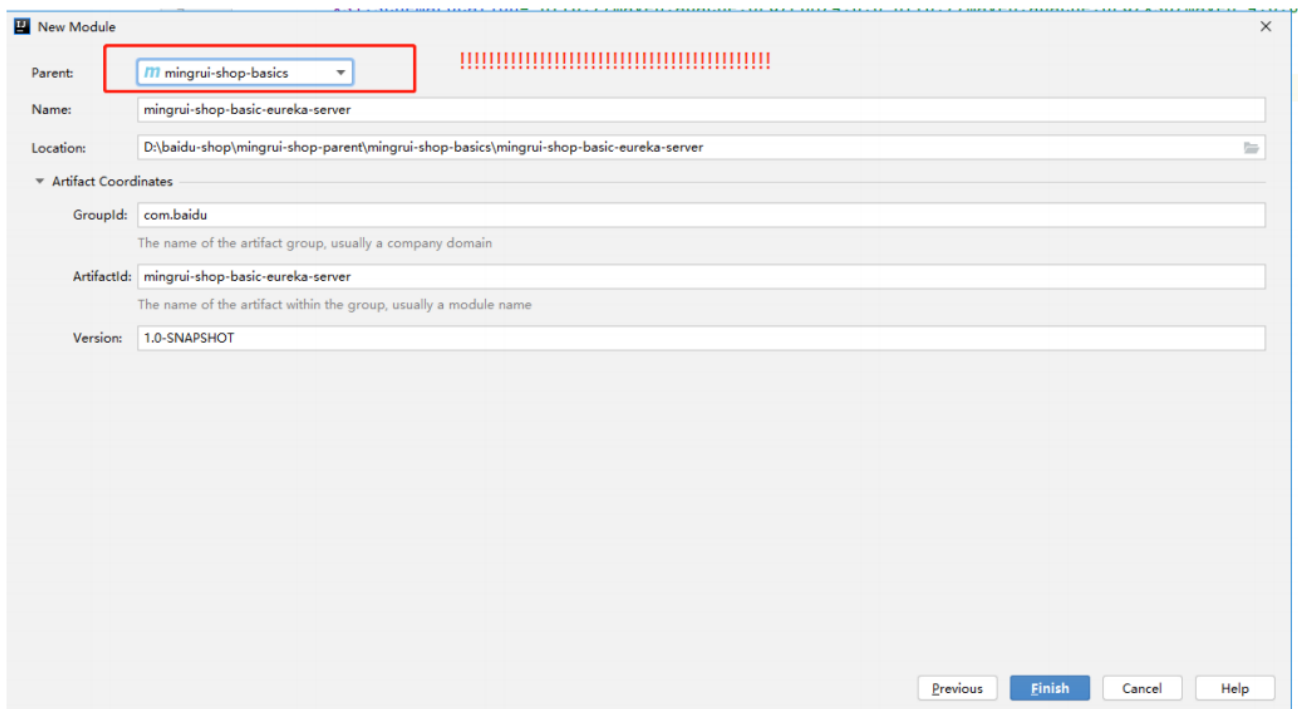 New Module
Parent: mingrui-shop-basics !!!!!!!!!!!!!!!!!!!!!!!!!!!!!!!!!!!!!!!!!!!
Name: mingrui-shop-basic-eureka-server
Location: D:\baidu-shop\mingrui-shop-parent\mingrui-shop-basics\mingrui-shop-basic-eureka-server
Artifact Coordinates
GroupId: com.baidu
The name of the artifact group, usually a company domain
ArtifactId: mingrui-shop-basic-eureka-server
The name of the artifact within the group, usually a module name
Version: 1.0-SNAPSHOT
Previous Finish Cancel Help